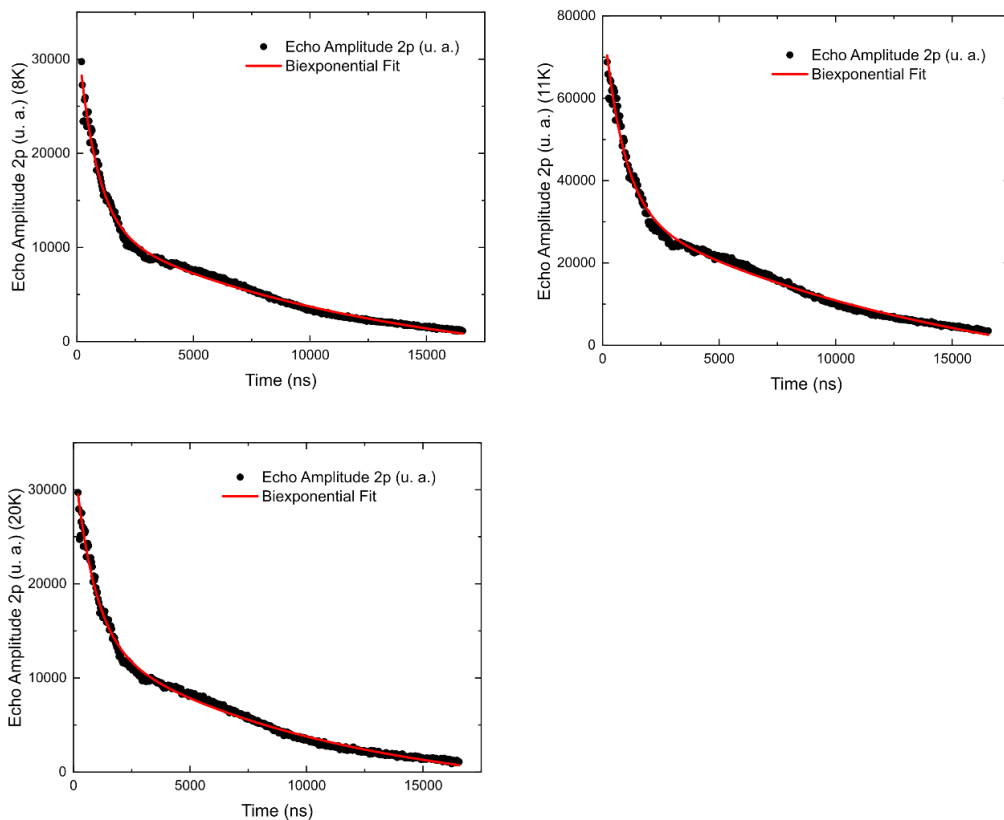 Echo Amplitude 2p (u. a.) (8K)
30000
20000
10000
0
Echo Amplitude 2p (u. a.)
Biexponential Fit
0 5000 10000 15000
Time (ns)
Echo Amplitude 2p (u. a.) (11K)
80000
60000
40000
20000
0
Echo Amplitude 2p (u. a.)
Biexponential Fit
0 5000 10000 15000
Time (ns)
Echo Amplitude 2p (u. a.) (20K)
30000
20000
10000
0
Echo Amplitude 2p (u. a.)
Biexponential Fit
0 5000 10000 15000
Time (ns)